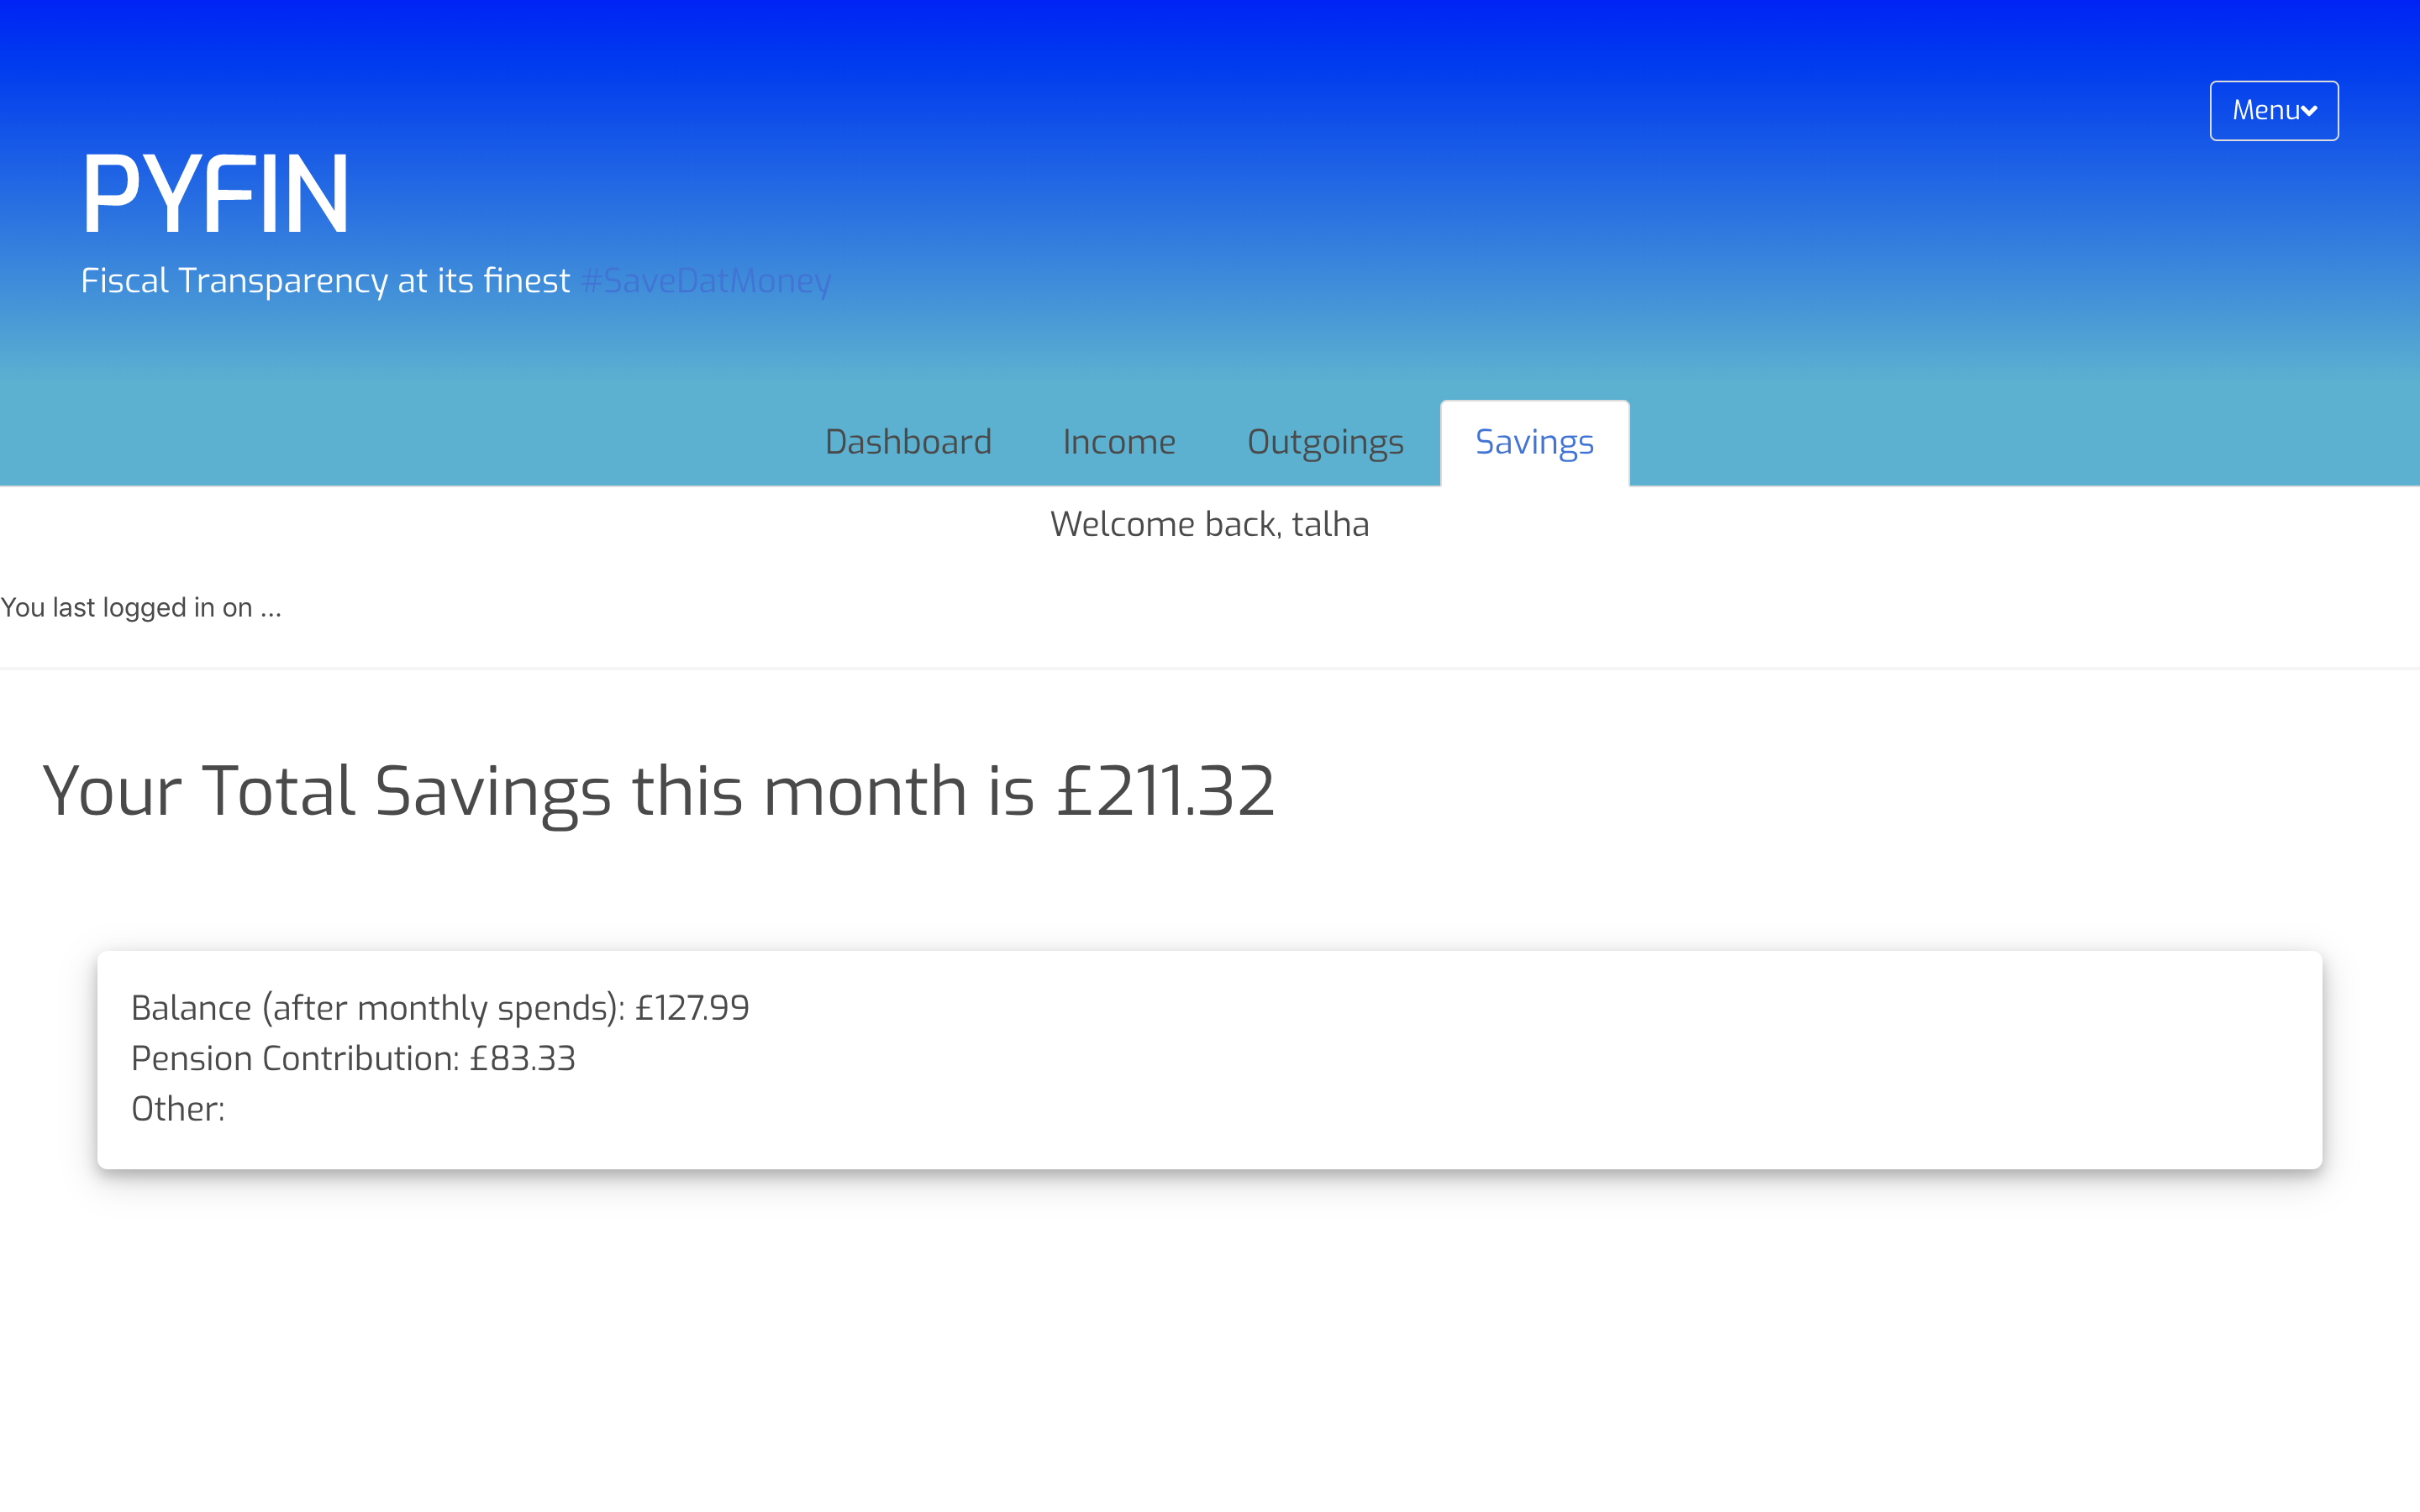 Menu
PYFIN
Fiscal Transparency at its finest #SaveDatMoney
Dashboard Income Outgoings Savings
Welcome back, talha
You last logged in on ...
Your Total Savings this month is £211.32
Balance (after monthly spends): £127.99
Pension Contribution: £83.33
Other: